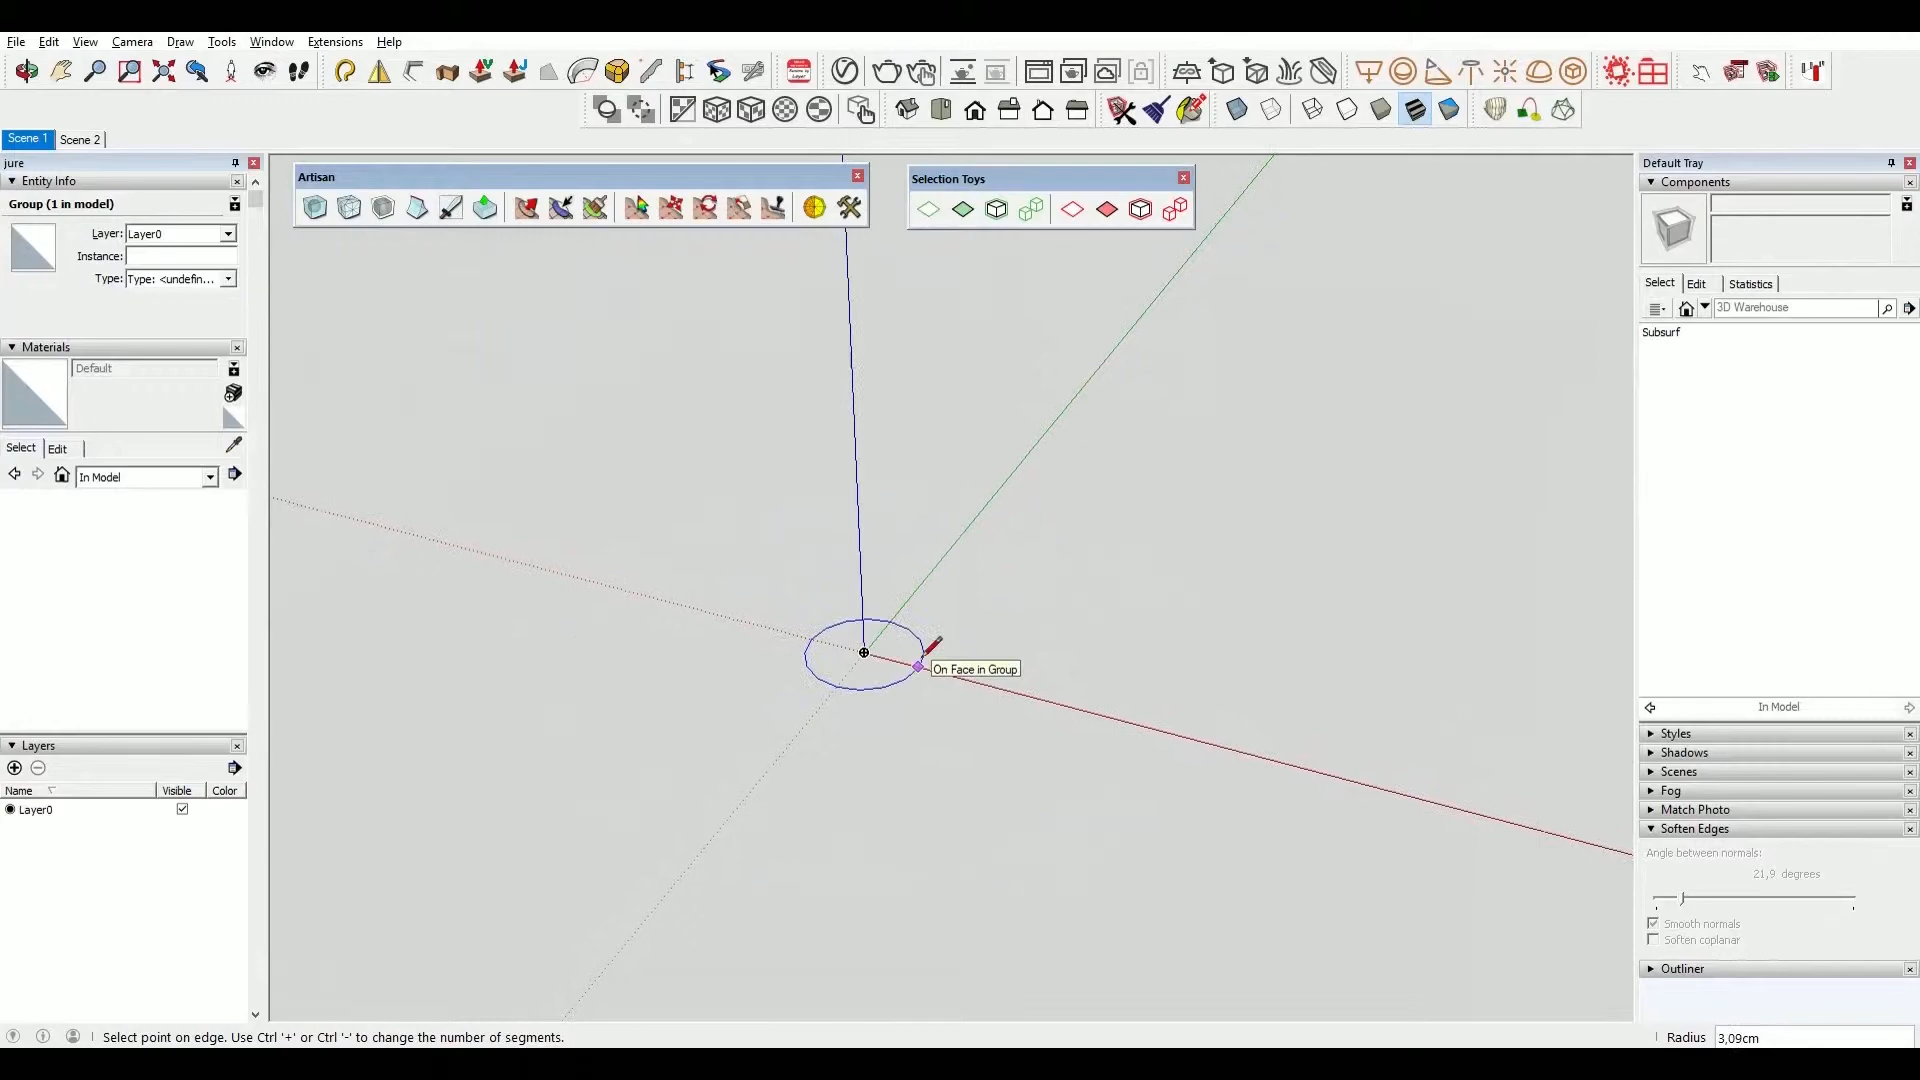 File Edit View Camera Draw Tools Window Extensions Help
Scene 1 Scene 2
jure
Entity Info
Group (1 in model)
Layer: Layer0
Instance:
Type: Type: <undefin...
Materials
Default
Select Edit
In Model
Layers
Name Visible Color
Layer0
Artisan
Selection Toys
On Face in Group
Default Tray
Components
Select Edit Statistics
3D Warehouse
Subsurf
In Model
Styles
Shadows
Scenes
Fog
Match Photo
Soften Edges
Angle between normals:
21,9 degrees
Smooth normals
Soften coplanar
Outliner
Select point on edge. Use Ctrl '+' or Ctrl '-' to change the number of segments.
Radius 3,09cm